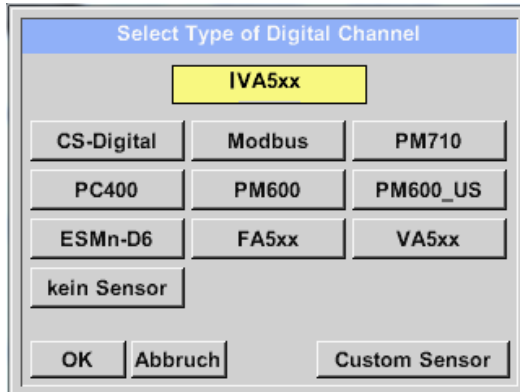 Select Type of Digital Channel
IVA5xx
CS-Digital Modbus PM710
PC400 PM600 PM600_US
ESMn-D6 FA5xx VA5xx
kein Sensor
OK Abbruch Custom Sensor